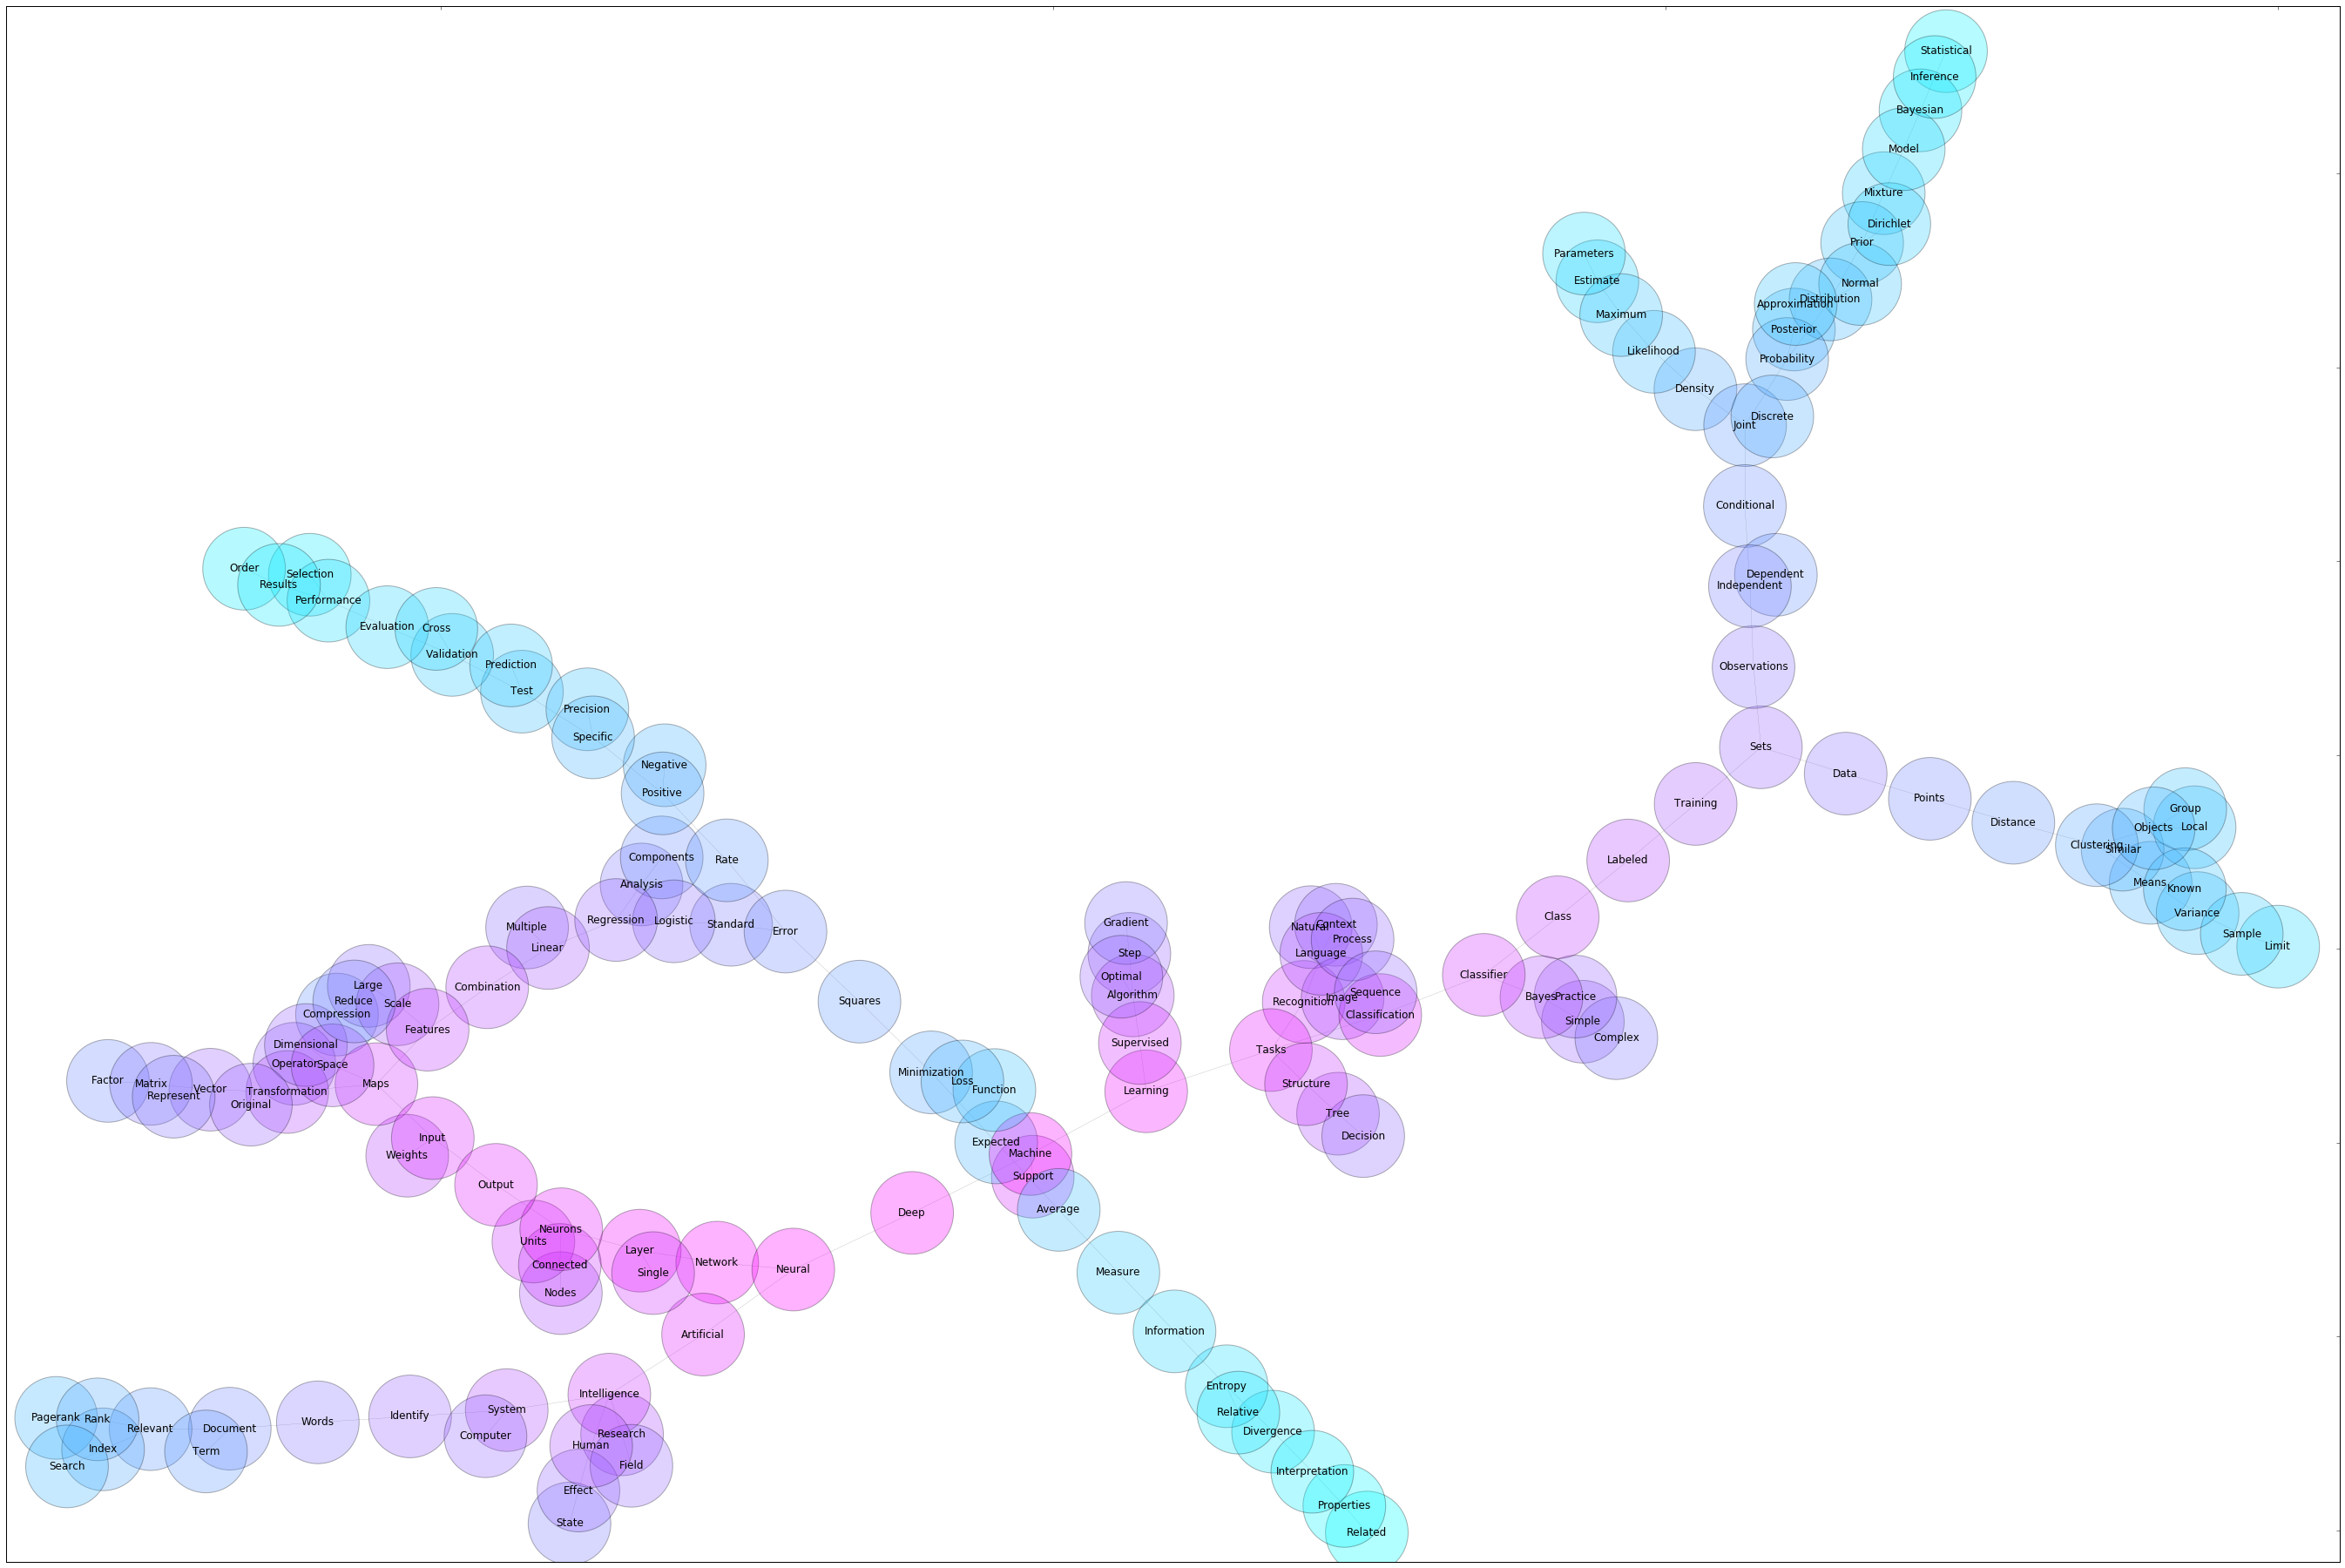 Statistical
Inference
Bayesian
Model
Mixture
Dirichlet
Prior
Normal
Distribution
Approximation
Posterior
Probability
Parameters
Estimate
Maximum
Likelihood
Density
Discrete
Joint
Conditional
Dependent
Independent
Observations
Sets
Data
Points
Distance
Clustering
Similar
Objects
Group
Local
Means
Known
Variance
Sample
Limit
Training
Labeled
Class
Classifier
Bayes
Practice
Simple
Complex
Order
Results
Selection
Performance
Evaluation
Cross
Validation
Prediction
Test
Precision
Specific
Negative
Positive
Components
Rate
Analysis
Regression
Logistic
Standard
Error
Multiple
Linear
Combination
Squares
Large
Reduce
Scale
Compression
Features
Dimensional
Operator
Space
Factor
Matrix
Represent
Vector
Original
Transformation
Maps
Input
Weights
Output
Neurons
Units
Connected
Nodes
Layer
Single
Network
Neural
Deep
Artificial
Intelligence
System
Computer
Identify
Words
Document
Term
Relevant
Rank
Index
Pagerank
Search
Research
Human
Field
Effect
State
Minimization
Loss
Function
Expected
Machine
Support
Average
Measure
Information
Entropy
Relative
Divergence
Interpretation
Properties
Related
Gradient
Step
Optimal
Algorithm
Supervised
Learning
Tasks
Natural
Context
Process
Language
Recognition
Image
Sequence
Classification
Structure
Tree
Decision